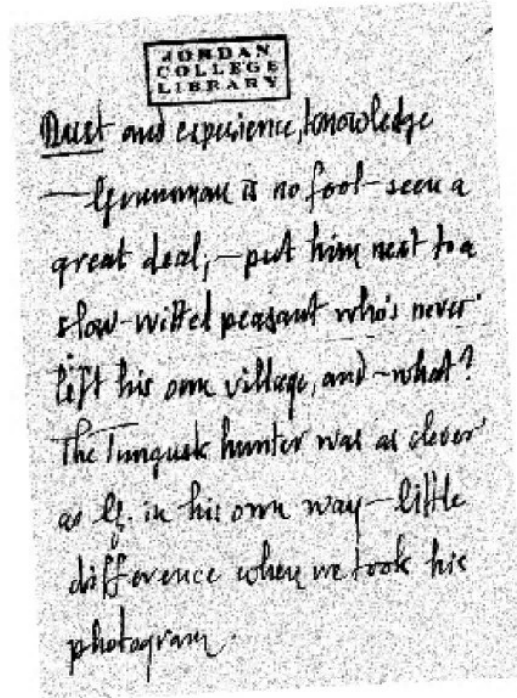 JORDAN
COLLEGE
LIBRARY
Dust and experience, knowledge
— Grumman is no fool – seen a
great deal, – put him next to a
slow-witted peasant who's never
left his own village, and – what?
The Tungusk hunter was as clever
as G. in his own way – little
difference when we took his
photogram.